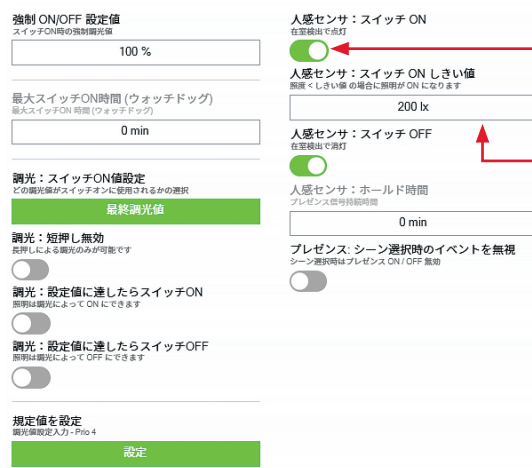 強制 ON/OFF 設定値
スイッチON時の強制調光値
100 %
最大スイッチON時間 (ウォッチドッグ)
最大スイッチON 時間 (ウォッチドッグ)
0 min
調光：スイッチON値設定
どの調光値がスイッチオンに使用されるかの選択
最終調光値
調光：短押し無効
長押しによる調光のみが可能です
調光：設定値に達したらスイッチON
照明は調光によって ON にできます
調光：設定値に達したらスイッチOFF
照明は調光によって OFF にできます
規定値を設定
調光値設定入力 - Prio 4
設定
人感センサ：スイッチ ON
在室検出で点灯
人感センサ：スイッチ ON しきい値
照度 < しきい値 の場合に照明が ON になります
200 lx
人感センサ：スイッチ OFF
在室検出で消灯
人感センサ：ホールド時間
プレゼンス信号持続時間
0 min
プレゼンス: シーン選択時のイベントを無視
シーン選択時はプレゼンス ON / OFF 無効